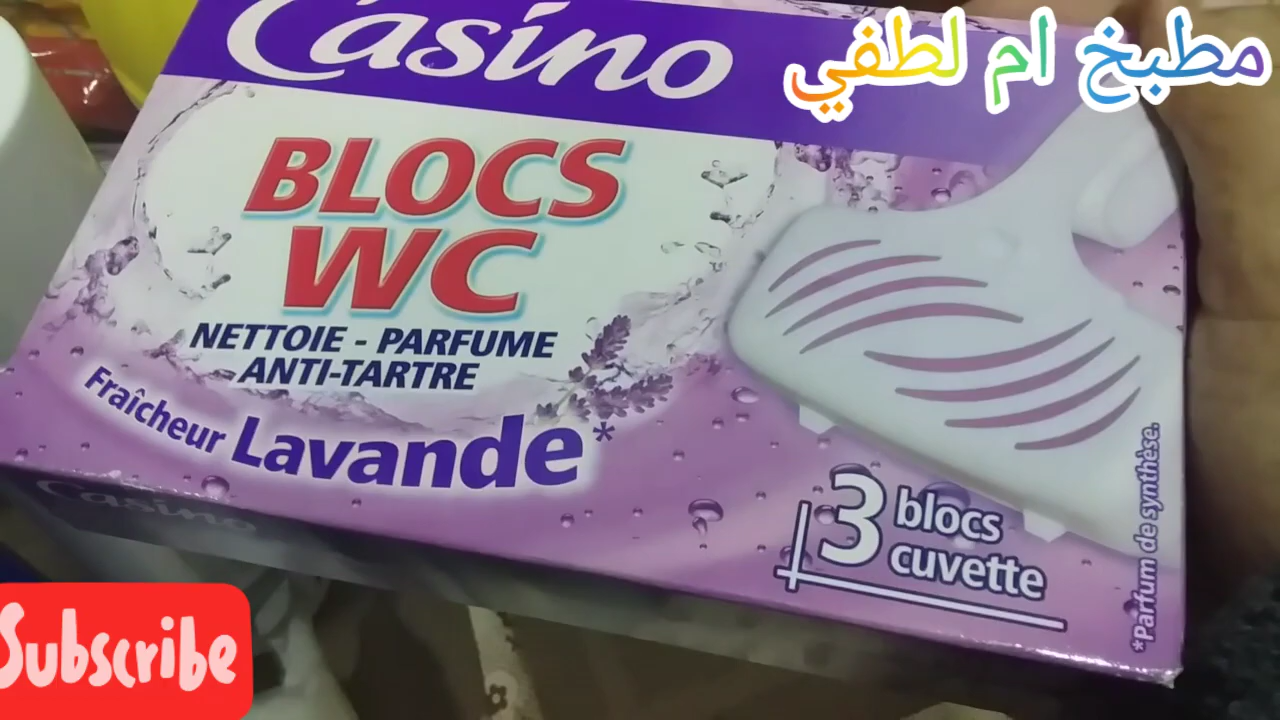 Casino
مطبخ ام لطفي
BLOCS
WC
NETTOIE - PARFUME
ANTI-TARTRE
Fraîcheur Lavande*
3 blocs
cuvette
*Parfum de synthèse.
Casino
Subscribe